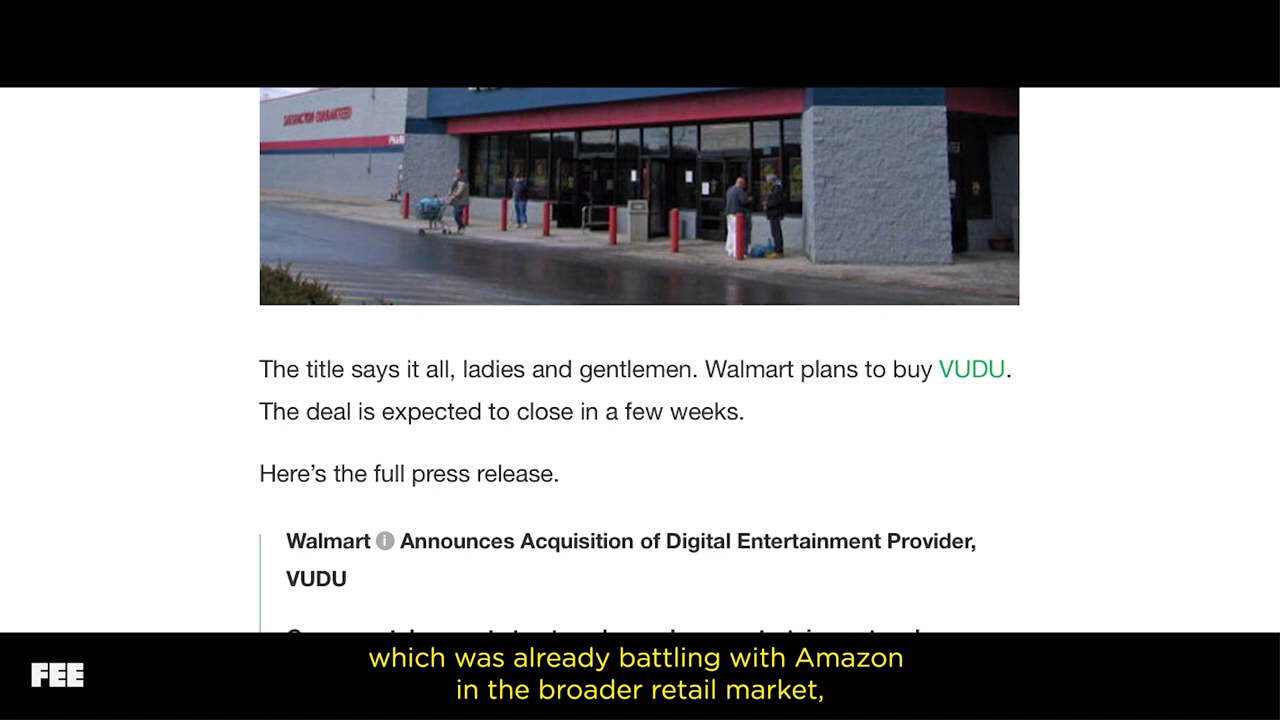 SATISFACTION GUARANTEED
The title says it all, ladies and gentlemen. Walmart plans to buy VUDU.
The deal is expected to close in a few weeks.
Here's the full press release.
Walmart i Announces Acquisition of Digital Entertainment Provider,
VUDU
which was already battling with Amazon
in the broader retail market,
FEE